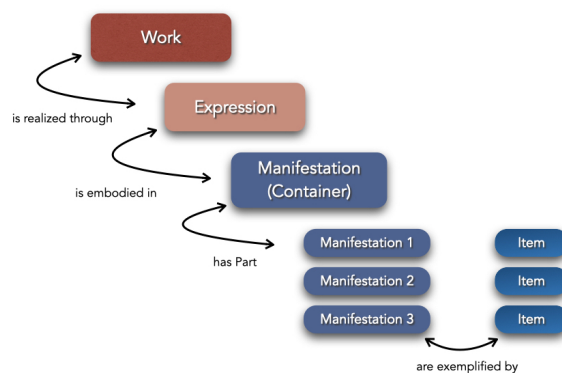 Work
Expression
is realized through
Manifestation
(Container)
is embodied in
has Part
Manifestation 1
Item
Manifestation 2
Item
Manifestation 3
Item
are exemplified by